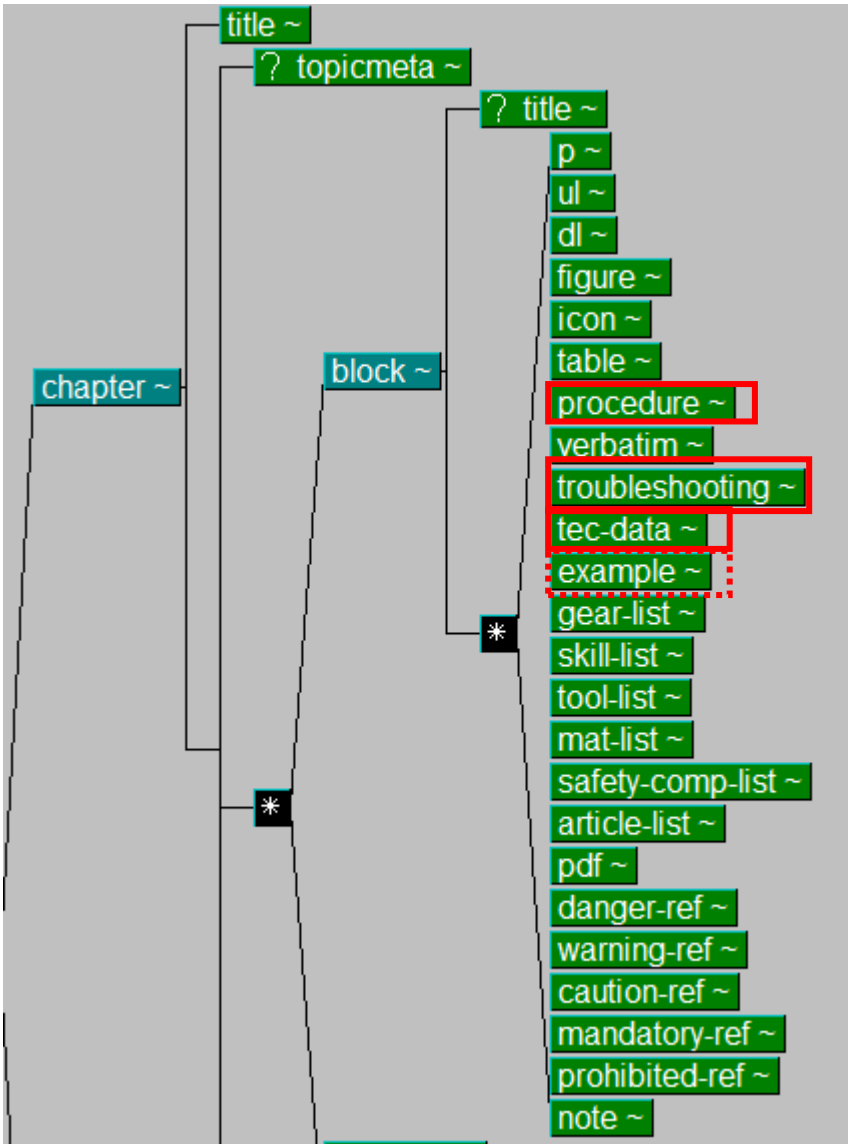 title ~
? topicmeta ~
? title ~
p ~
ul ~
dl ~
figure ~
icon ~
table ~
block ~
chapter ~
procedure ~
verbatim ~
troubleshooting ~
tec-data ~
example ~
gear-list ~
*
skill-list ~
tool-list ~
mat-list ~
safety-comp-list ~
*
article-list ~
pdf ~
danger-ref ~
warning-ref ~
caution-ref ~
mandatory-ref ~
prohibited-ref ~
note ~